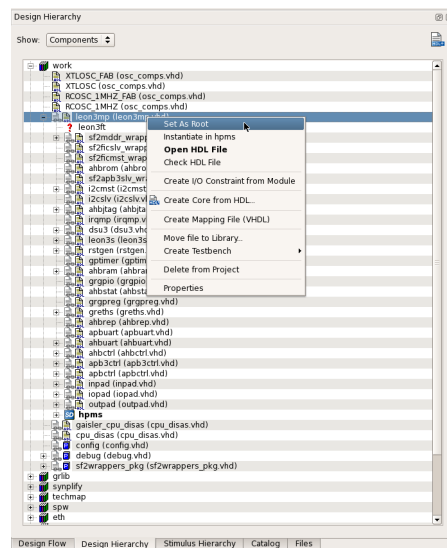 Design Hierarchy
Show: Components
work
XTLOSC_FAB (osc_comps.vhd)
XTLOSC (osc_comps.vhd)
RCOSC_1MHZ_FAB (osc_comps.vhd)
RCOSC_1MHZ (osc_comps.vhd)
leon3mp (leon3mp.vhd)
Set As Root
leon3ft
Instantiate in hpms
sf2mddr_wrapp
Open HDL File
sf2ficslv_wrapp
sf2ficmst_wrapp
Check HDL File
ahbrom (ahbrom
sf2apb3slv_wra
Create I/O Constraint from Module
i2cmst (i2cmst
i2cslv (i2cslv.v
Create Core from HDL...
ahbjtag (ahbjta
irqmp (irqmp.v
Create Mapping File (VHDL)
dsu3 (dsu3.vhd
leon3s (leon3s
Move file to Library...
rstgen (rstgen.
Create Testbench
gptimer (gptim
ahbram (ahbra
Delete from Project
grgpio (grgpio
ahbstat (ahbsta
Properties
grgpreg (grgpreg.vhd)
greths (greths.vhd)
ahbrep (ahbrep.vhd)
apbuart (apbuart.vhd)
ahbuart (ahbuart.vhd)
ahbctrl (ahbctrl.vhd)
apb3ctrl (apb3ctrl.vhd)
apbctrl (apbctrl.vhd)
inpad (inpad.vhd)
iopad (iopad.vhd)
outpad (outpad.vhd)
hpms
gaisler_cpu_disas (cpu_disas.vhd)
cpu_disas (cpu_disas.vhd)
config (config.vhd)
debug (debug.vhd)
sf2wrappers_pkg (sf2wrappers_pkg.vhd)
grlib
synplify
techmap
spw
eth
Design Flow Design Hierarchy Stimulus Hierarchy Catalog Files